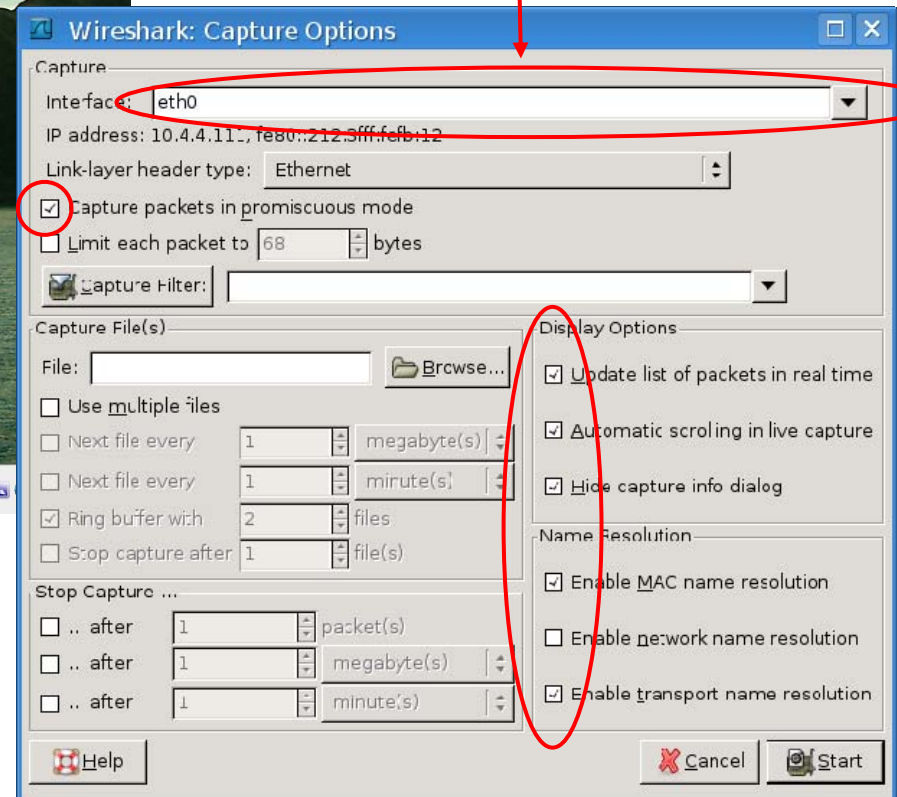 Wireshark: Capture Options
Capture
Interface: eth0
IP address: 10.4.4.111,
Link-layer header type: Ethernet
Capture packets in promiscuous mode
Limit each packet to 68 bytes
Capture Filter:
Capture File(s)
File: Browse...
Use multiple files
Next file every 1 megabyte(s)
Next file every 1 minute(s)
Ring buffer with 2 files
Stop capture after 1 file(s)
Stop Capture ...
.. after 1 packet(s)
.. after 1 megabyte(s)
.. after 1 minute(s)
Display Options
Update list of packets in real time
Automatic scrolling in live capture
Hide capture info dialog
Name Resolution
Enable MAC name resolution
Enable network name resolution
Enable transport name resolution
Help
Cancel
Start